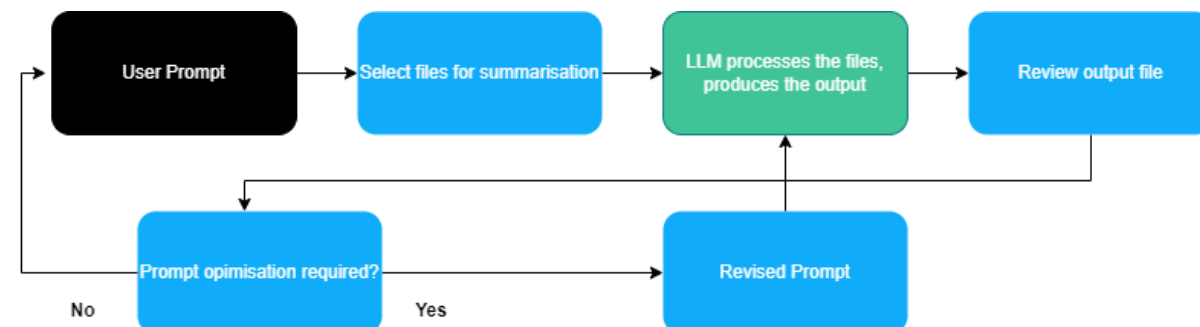 User Prompt
Select files for summarisation
LLM processes the files,
produces the output
Review output file
Prompt opimisation required?
Revised Prompt
No
Yes